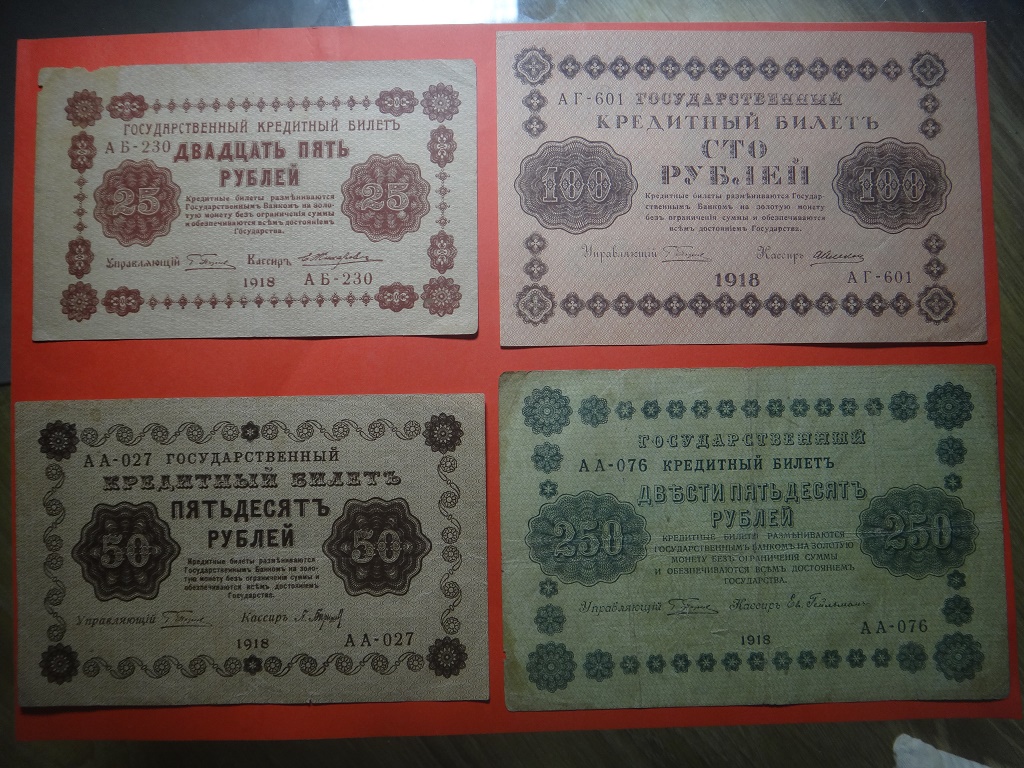 ГОСУДАРСТВЕННЫЙ КРЕДИТНЫЙ БИЛЕТЪ
АБ-230 ДВАДЦАТЬ ПЯТЬ
РУБЛЕЙ
25 25
Кредитные билеты размѣниваются
Государственнымъ Банкомъ на золо-
тую монету безъ ограниченія суммы
и обезпечиваются всѣмъ достояніемъ
Государства.
Управляющій Кассиръ
1918 АБ-230
АГ-601 ГОСУДАРСТВЕННЫЙ
КРЕДИТНЫЙ БИЛЕТЪ
СТО
РУБЛЕЙ
100 100
Кредитные билеты размѣниваются Государ-
ственнымъ Банкомъ на золотую монету
безъ ограниченія суммы и обезпечиваются
всѣмъ достояніемъ Государства.
Управляющій Кассиръ
1918 АГ-601
АА-027 ГОСУДАРСТВЕННЫЙ
КРЕДИТНЫЙ БИЛЕТЪ
ПЯТЬДЕСЯТЪ
РУБЛЕЙ
50 50
Кредитные билеты размѣниваются
Государственнымъ Банкомъ на золо-
тую монету безъ ограниченія суммы и
обезпечиваются всѣмъ достояніемъ
Государства.
Управляющій Кассиръ
1918 АА-027
ГОСУДАРСТВЕННЫЙ
АА-076 КРЕДИТНЫЙ БИЛЕТЪ
ДВѢСТИ ПЯТЬДЕСЯТЪ
РУБЛЕЙ
250 250
КРЕДИТНЫЕ БИЛЕТЫ РАЗМѢНИВАЮТСЯ
ГОСУДАРСТВЕННЫМЪ БАНКОМЪ НА ЗОЛОТУЮ
МОНЕТУ БЕЗЪ ОГРАНИЧЕНІЯ СУММЫ
И ОБЕЗПЕЧИВАЮТСЯ ВСѢМЪ ДОСТОЯНІЕМЪ
ГОСУДАРСТВА.
Управляющій Кассиръ Ев. Гейльман
1918 АА-076